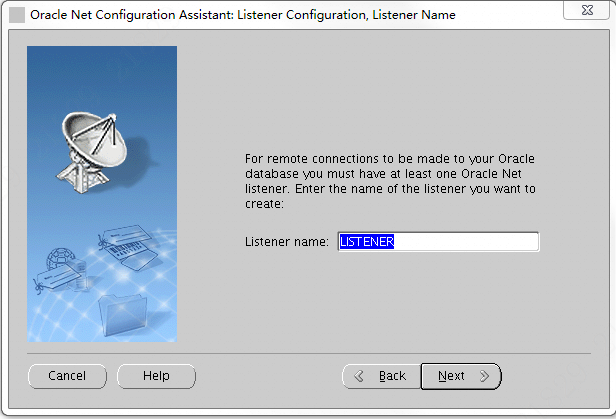 Oracle Net Configuration Assistant: Listener Configuration, Listener Name
For remote connections to be made to your Oracle
database you must have at least one Oracle Net
listener. Enter the name of the listener you want to
create:
Listener name: LISTENER
Cancel Help Back Next